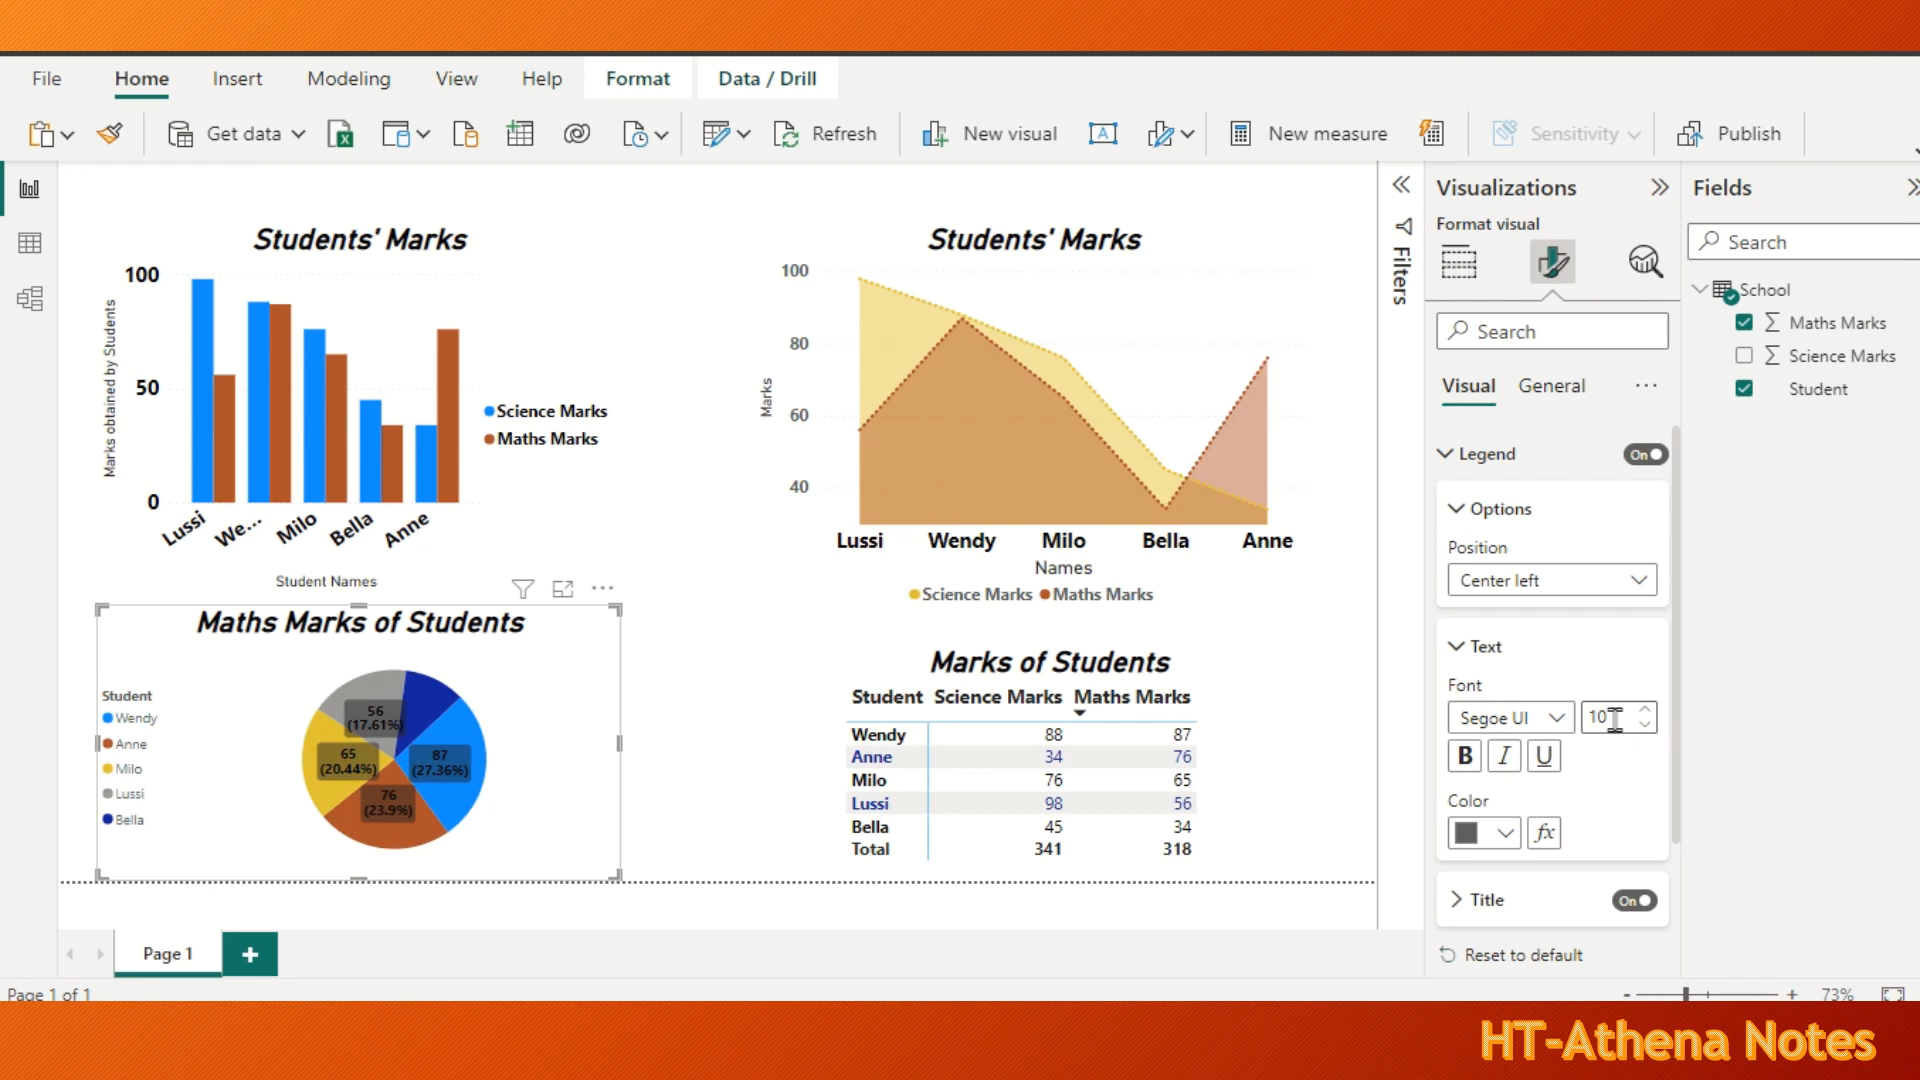 File Home Insert Modeling View Help Format Data / Drill
Get data Refresh New visual New measure Sensitivity Publish
Students' Marks
100
50
0
Marks obtained by Students
Lussi We... Milo Bella Anne
Student Names
Science Marks
Maths Marks
Students' Marks
100
80
60
40
Marks
Lussi Wendy Milo Bella Anne
Names
Science Marks Maths Marks
Maths Marks of Students
Student
Wendy
Anne
Milo
Lussi
Bella
56
(17.61%)
65
(20.44%)
87
(27.36%)
76
(23.9%)
Marks of Students
Student Science Marks Maths Marks
Wendy 88 87
Anne 34 76
Milo 76 65
Lussi 98 56
Bella 45 34
Total 341 318
Filters
Visualizations
Format visual
Search
Visual General
Legend On
Options
Position
Center left
Text
Font
Segoe UI 10
B I U
Color
fx
Title On
Reset to default
Fields
Search
School
Maths Marks
Science Marks
Student
Page 1
Page 1 of 1
73%
HT-Athena Notes